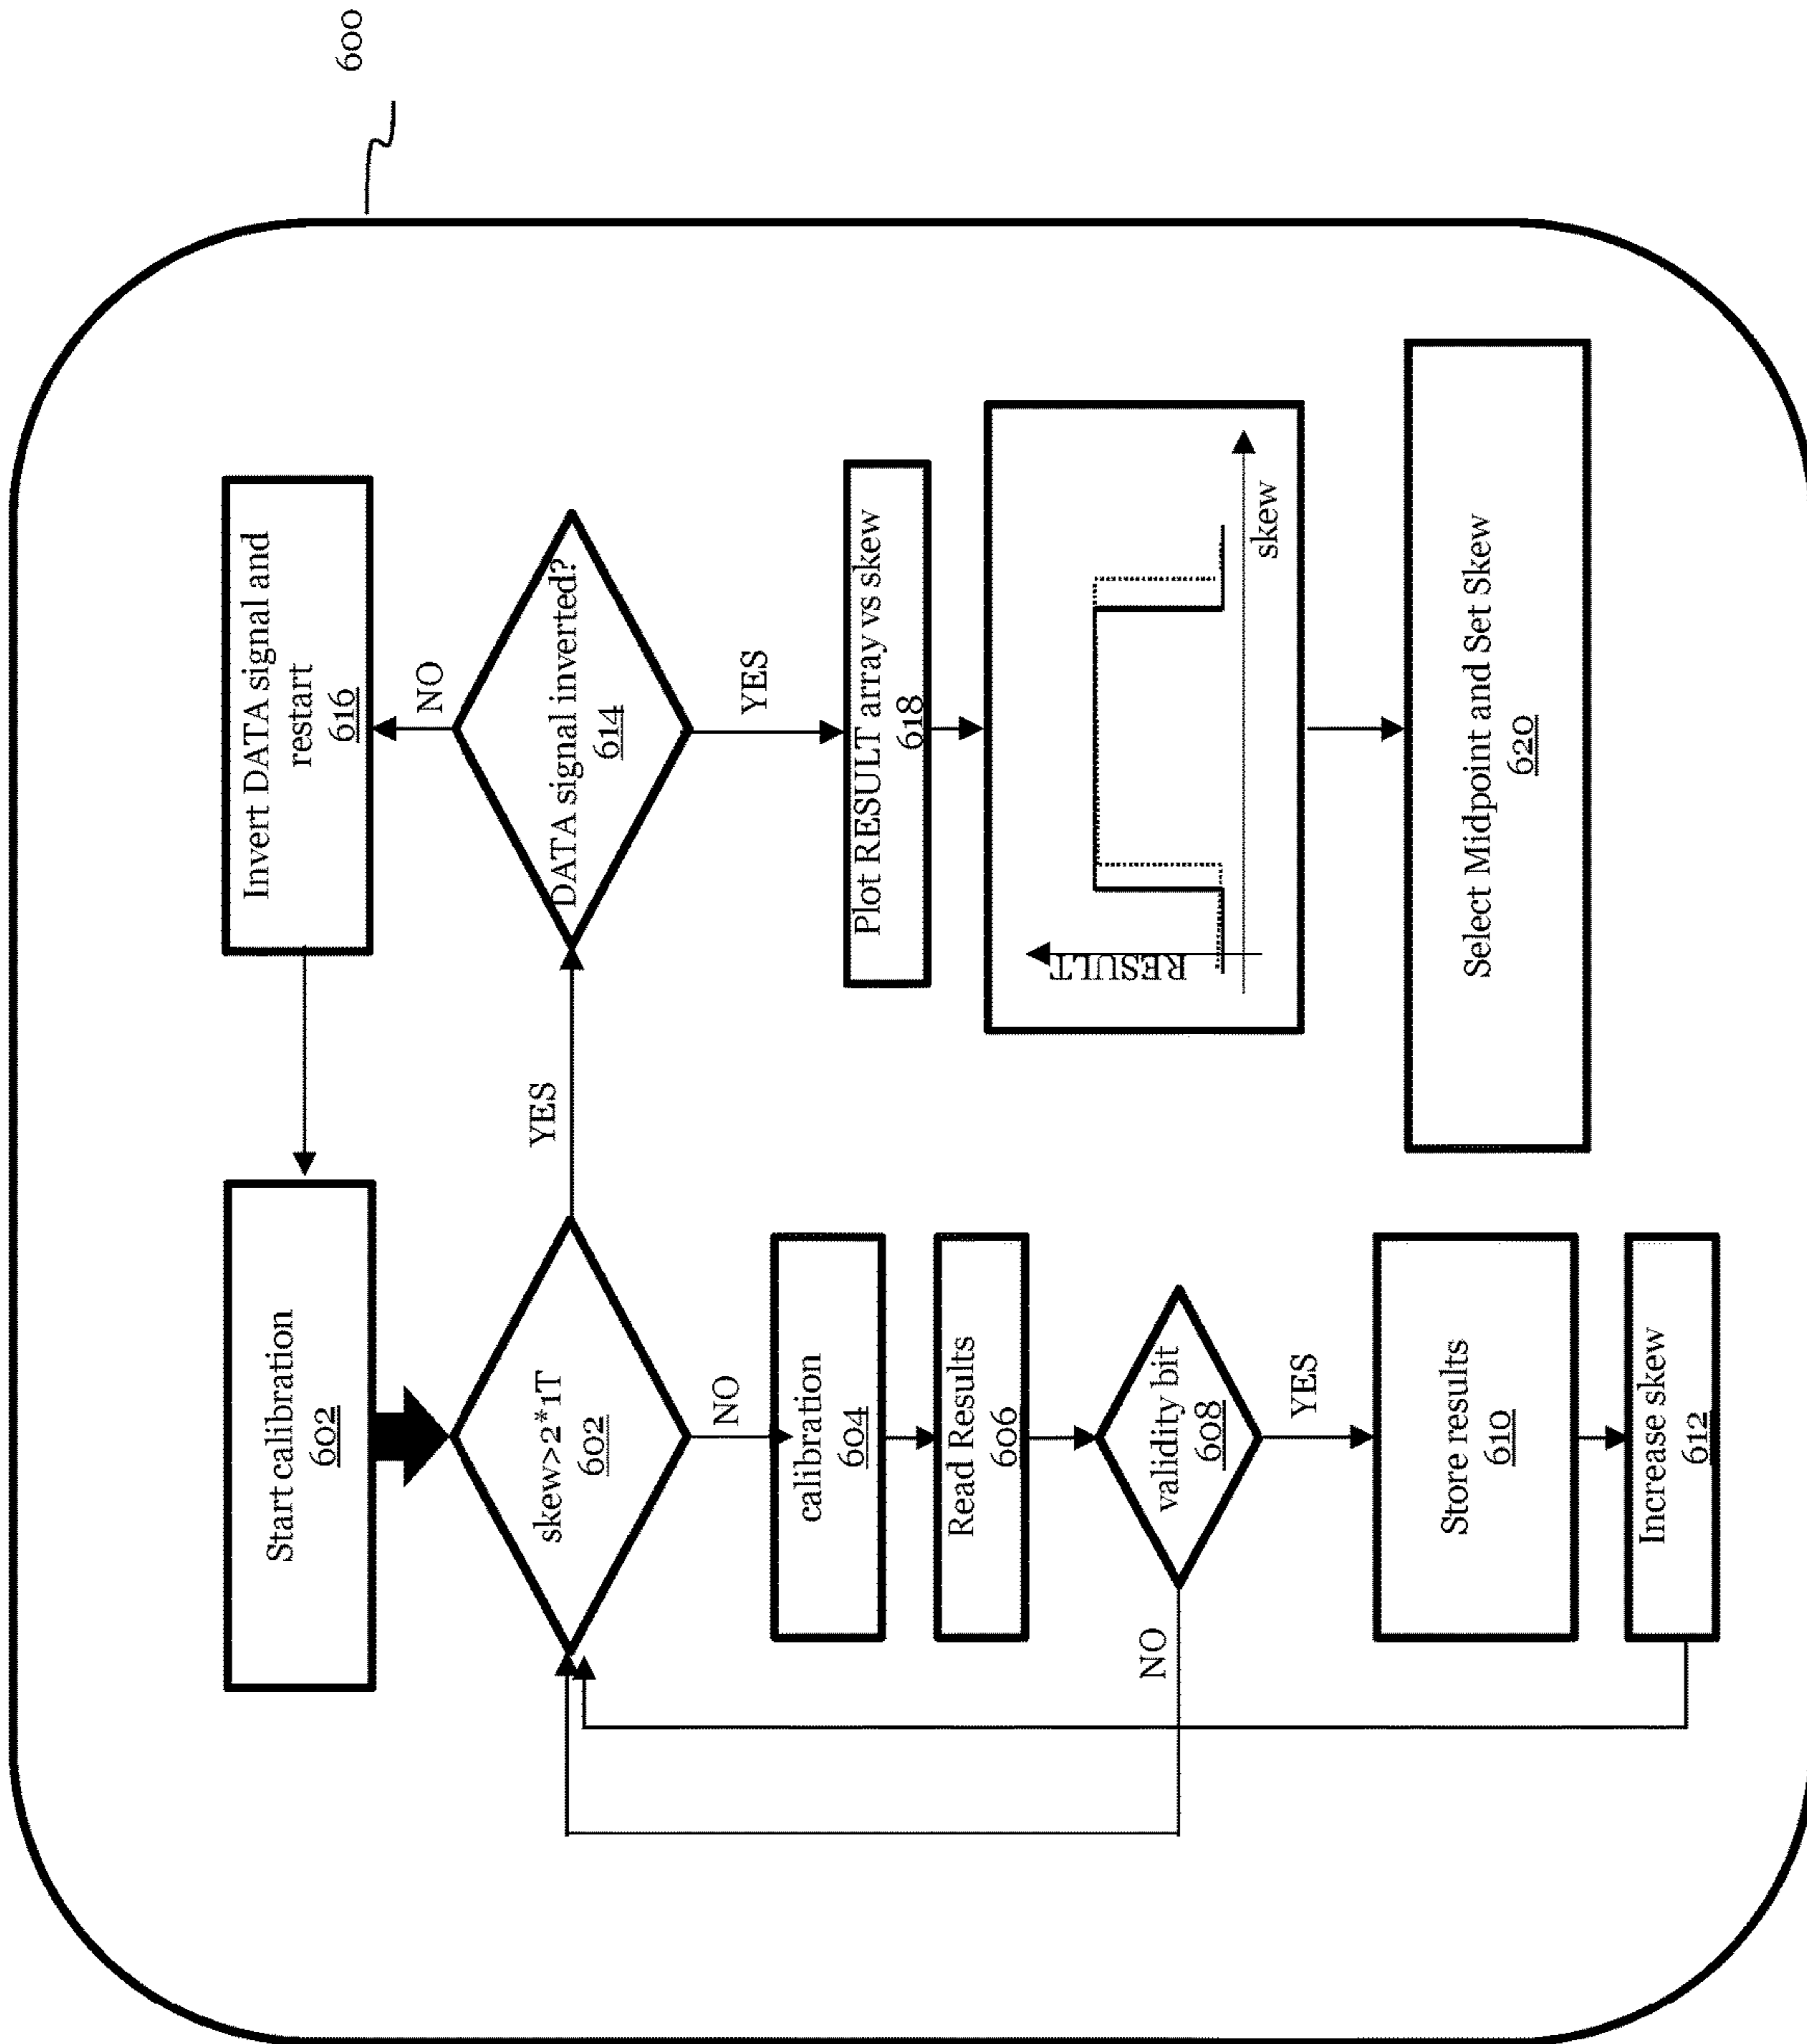 600
Start calibration
602
skew>2*1T
602
YES
NO
calibration
604
Read Results
606
validity bit
608
NO
YES
Store results
610
Increase skew
612
Invert DATA signal and
restart
616
NO
DATA signal inverted?
614
YES
Plot RESULT array vs skew
618
RESULT
skew
Select Midpoint and Set Skew
620